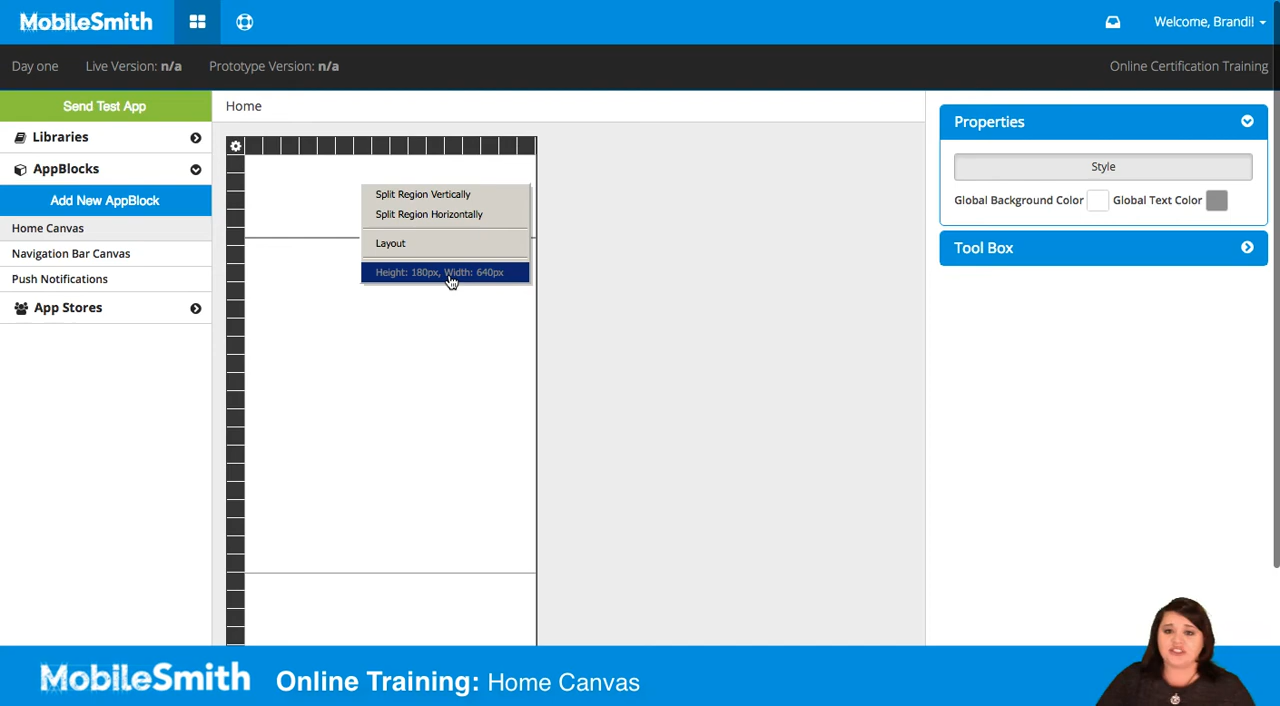 MobileSmith
Welcome, Brandi!
Day one
Live Version: n/a
Prototype Version: n/a
Online Certification Training
Send Test App
Home
Libraries
AppBlocks
Add New AppBlock
Home Canvas
Navigation Bar Canvas
Push Notifications
App Stores
Split Region Vertically
Split Region Horizontally
Layout
Height: 180px, Width: 640px
Properties
Style
Global Background Color
Global Text Color
Tool Box
MobileSmith Online Training: Home Canvas